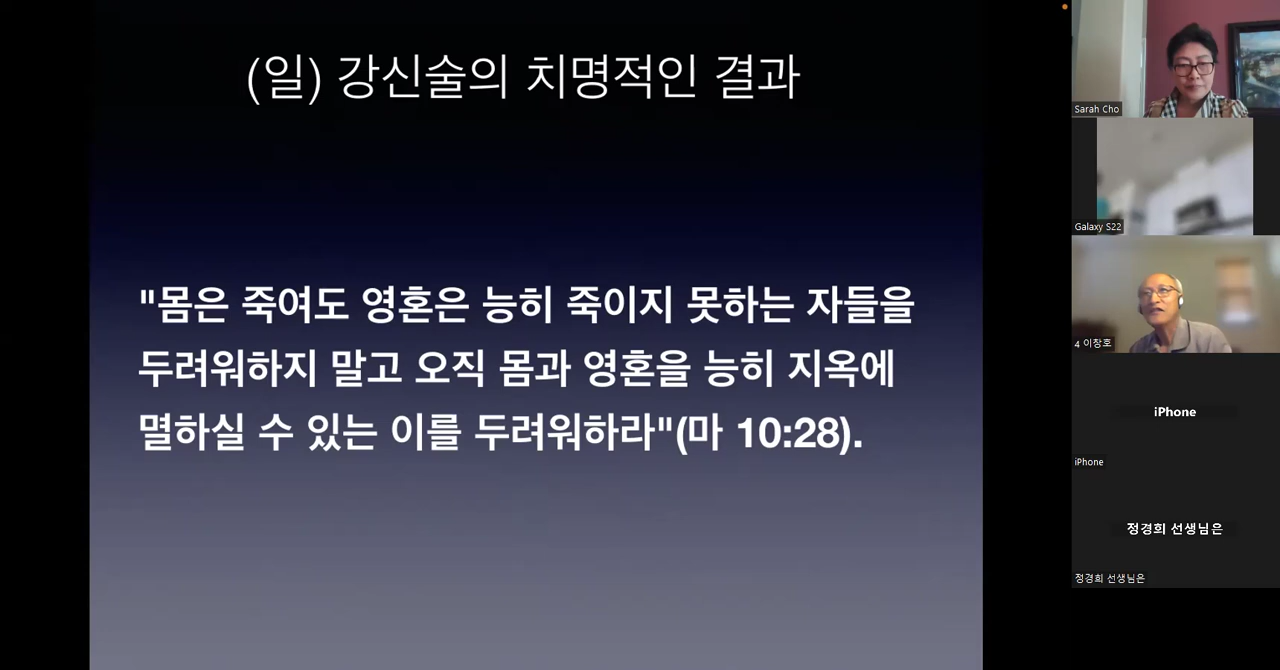 (일) 강신술의 치명적인 결과
"몸은 죽여도 영혼은 능히 죽이지 못하는 자들을
두려워하지 말고 오직 몸과 영혼을 능히 지옥에
멸하실 수 있는 이를 두려워하라"(마 10:28).
Sarah Cho
Galaxy S22
4 이창호
iPhone
iPhone
정경희 선생님은
정경희 선생님은